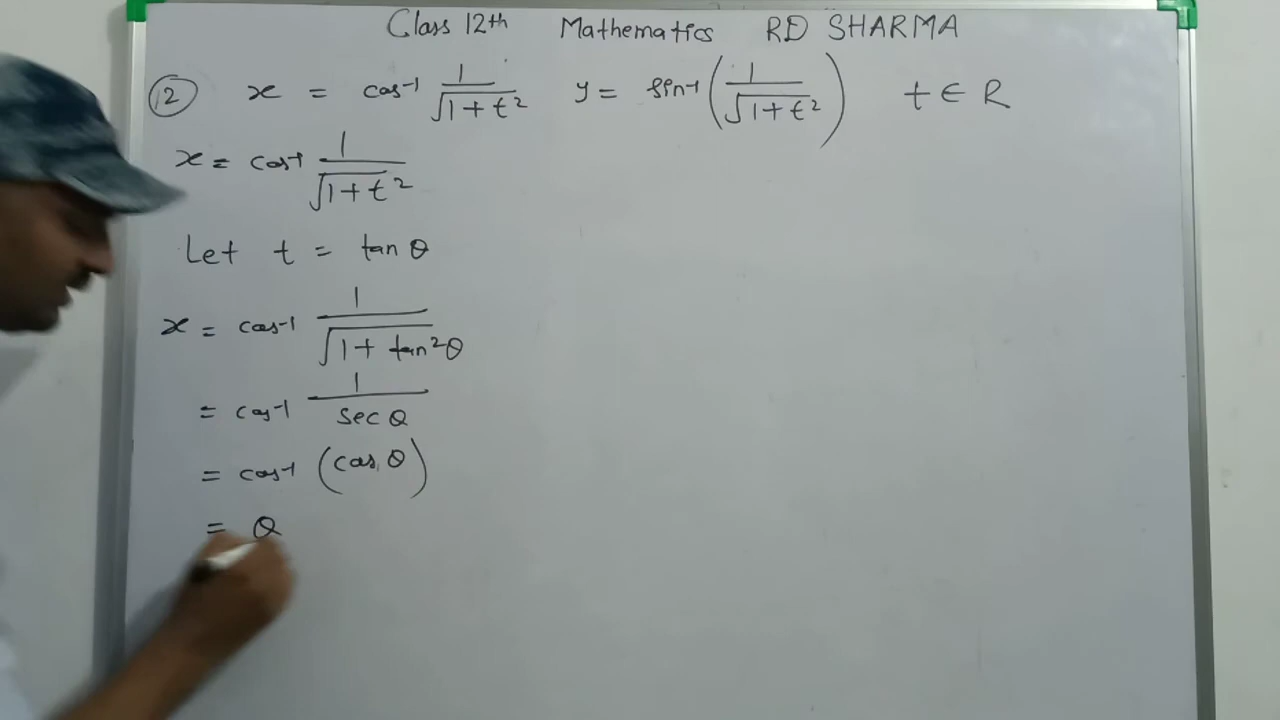 Class 12th Mathematics RD SHARMA
(12) x = cos⁻¹ 1/√(1+t²) y = sin⁻¹ (1/√(1+t²)) t ∈ R
x = cos⁻¹ 1/√(1+t²)
Let t = tan θ
x = cos⁻¹ 1/√(1+tan²θ)
= cos⁻¹ 1/sec θ
= cos⁻¹ (cos θ)
= θ